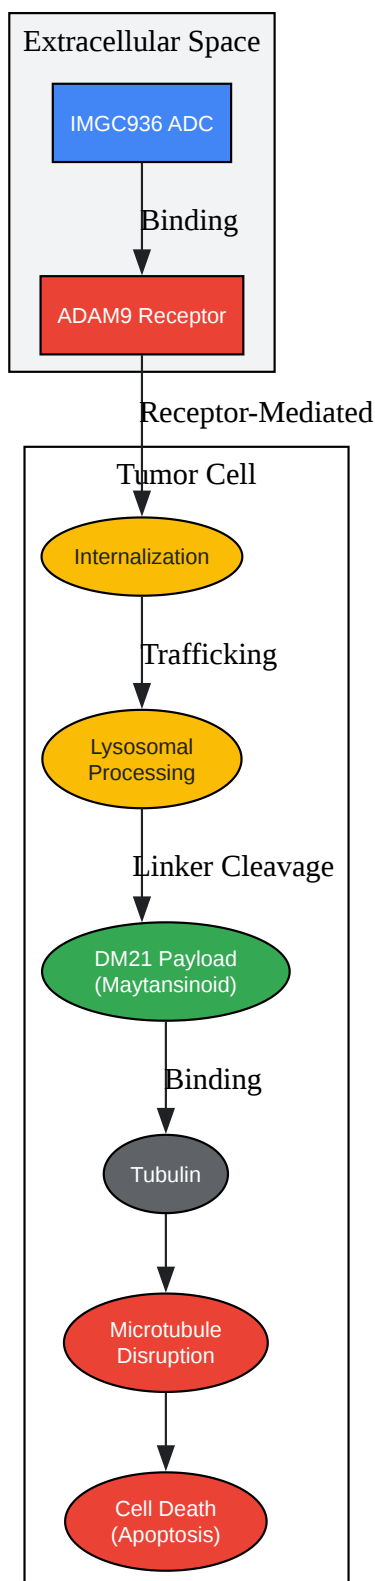 Extracellular Space
IMGC936 ADC
Binding
ADAM9 Receptor
Receptor-Mediated
Tumor Cell
Internalization
Trafficking
Lysosomal
Processing
Linker Cleavage
DM21 Payload
(Maytansinoid)
Binding
Tubulin
Microtubule
Disruption
Cell Death
(Apoptosis)